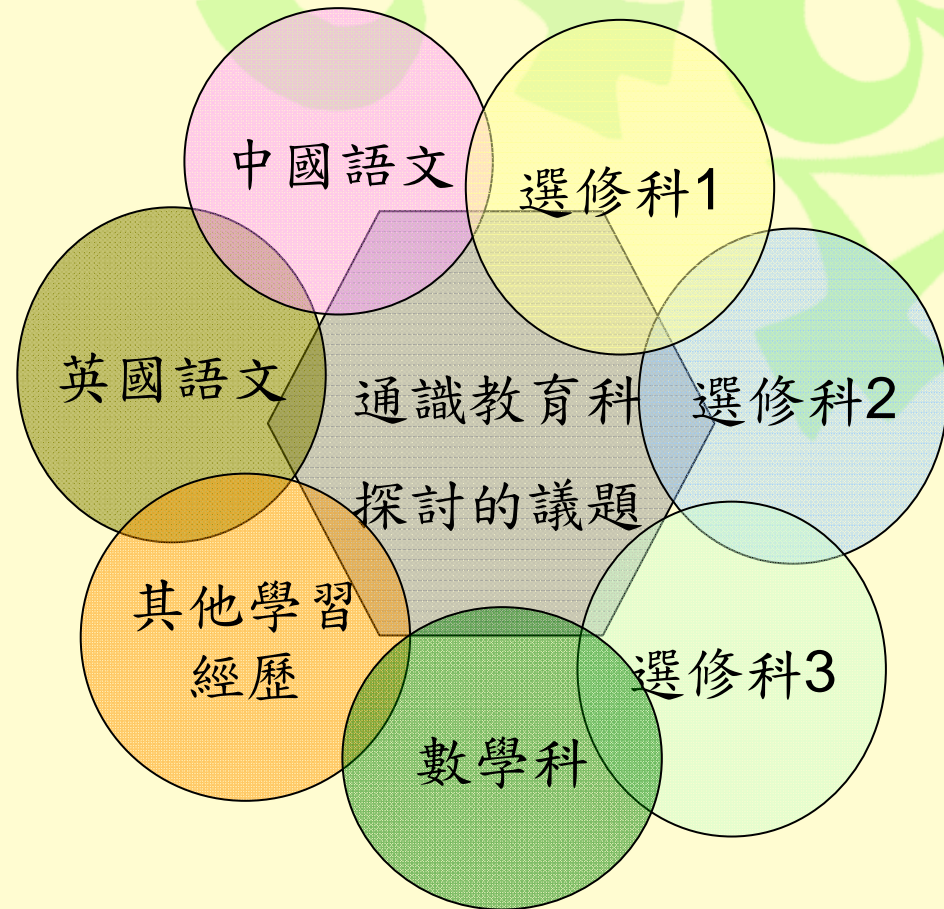 中國語文
選修科1
英國語文
通識教育科
探討的議題
選修科2
其他學習
經歷
選修科3
數學科